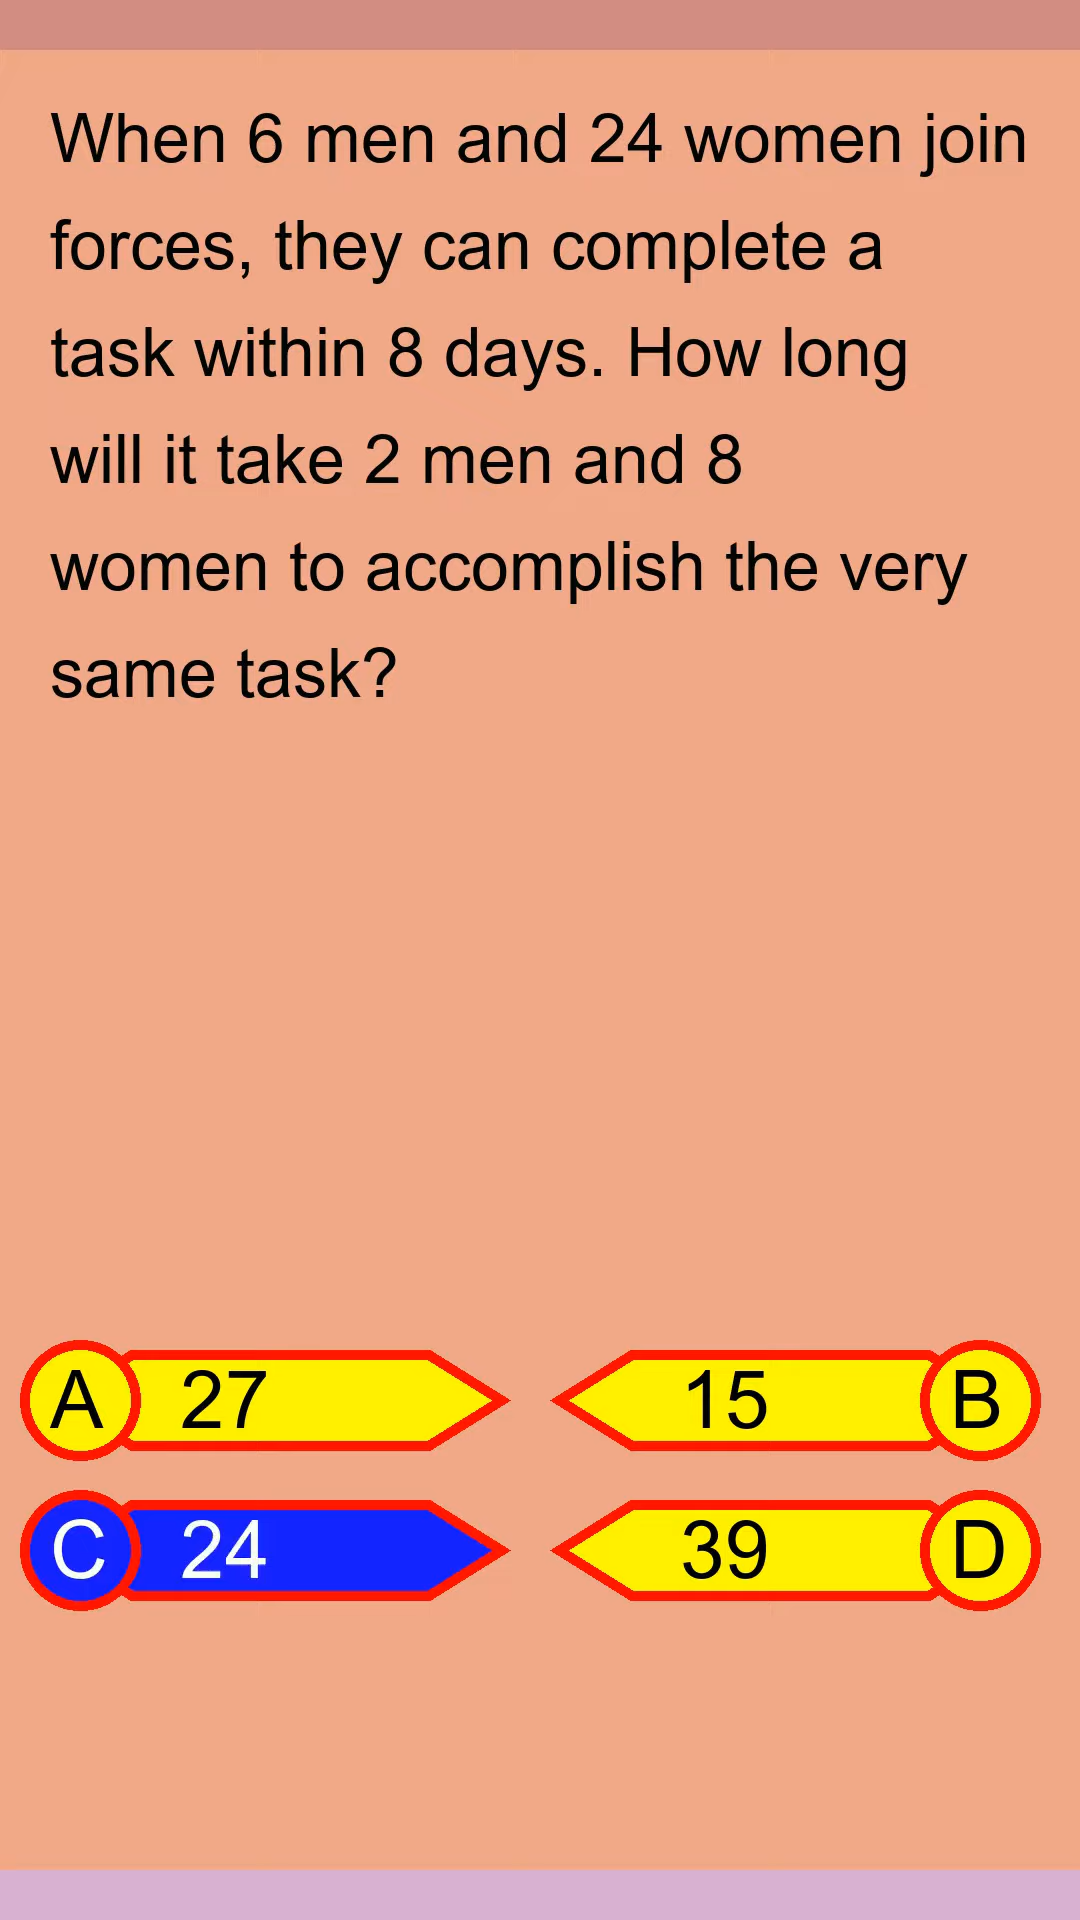 When 6 men and 24 women join
forces, they can complete a
task within 8 days. How long
will it take 2 men and 8
women to accomplish the very
same task?
A 27
15 B
C 24
39 D